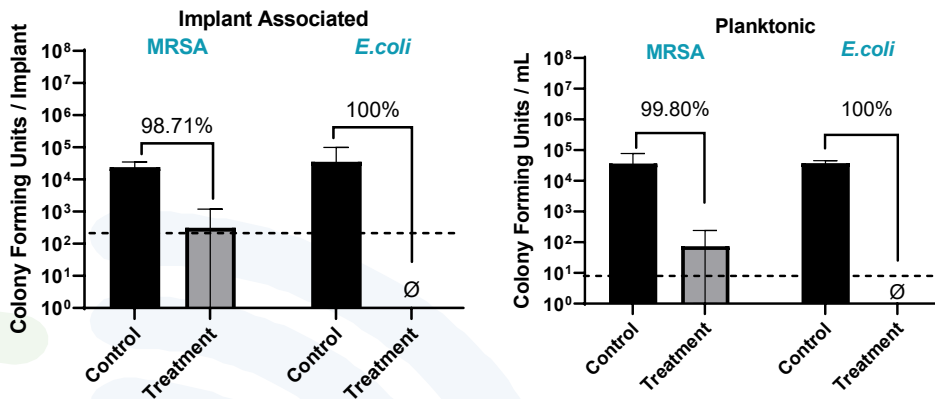 Implant Associated
MRSA
E.coli
Colony Forming Units / Implant
10⁸
10⁷
10⁶
10⁵
10⁴
10³
10²
10¹
10⁰
98.71%
100%
Ø
Control
Treatment
Control
Treatment
Planktonic
MRSA
E.coli
Colony Forming Units / mL
10⁸
10⁷
10⁶
10⁵
10⁴
10³
10²
10¹
10⁰
99.80%
100%
Ø
Control
Treatment
Control
Treatment